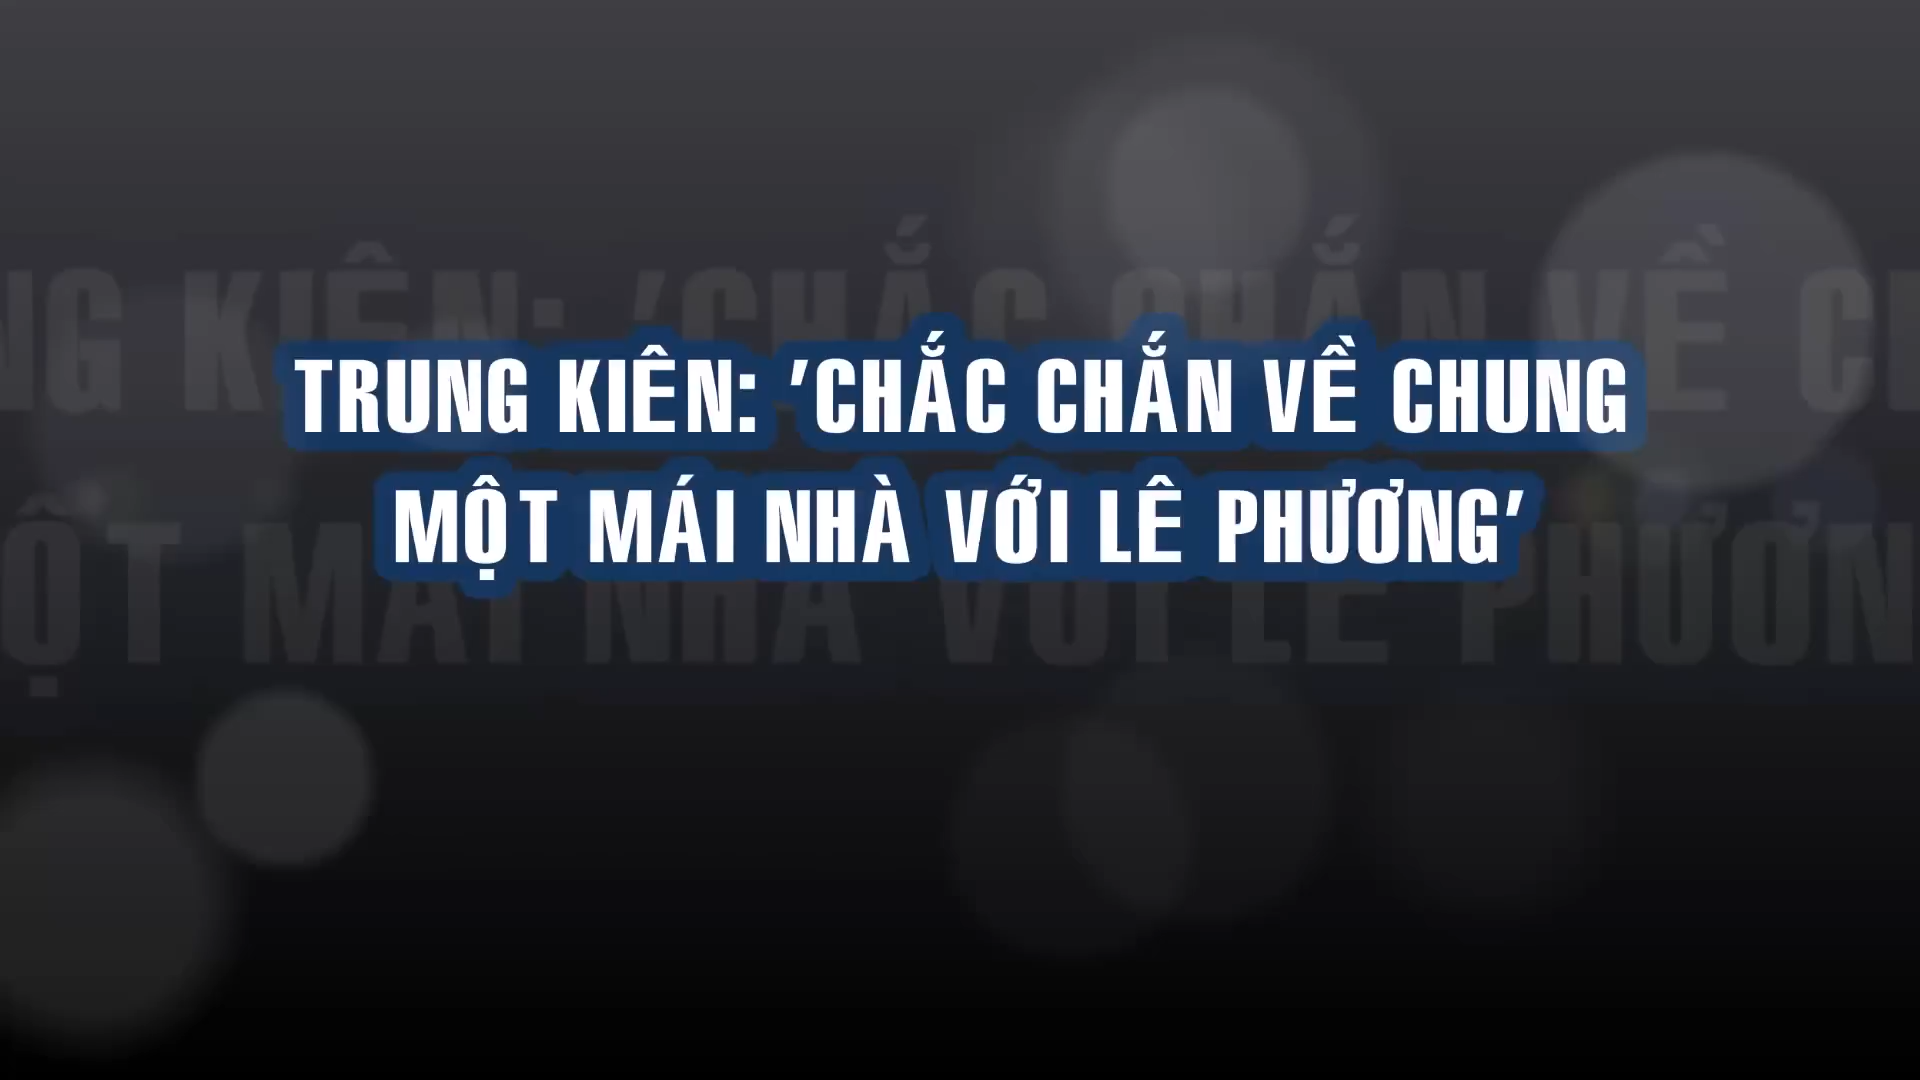 TRUNG KIÊN: 'CHẮC CHẮN VỀ CHUNG
MỘT MÁI NHÀ VỚI LÊ PHƯƠNG'